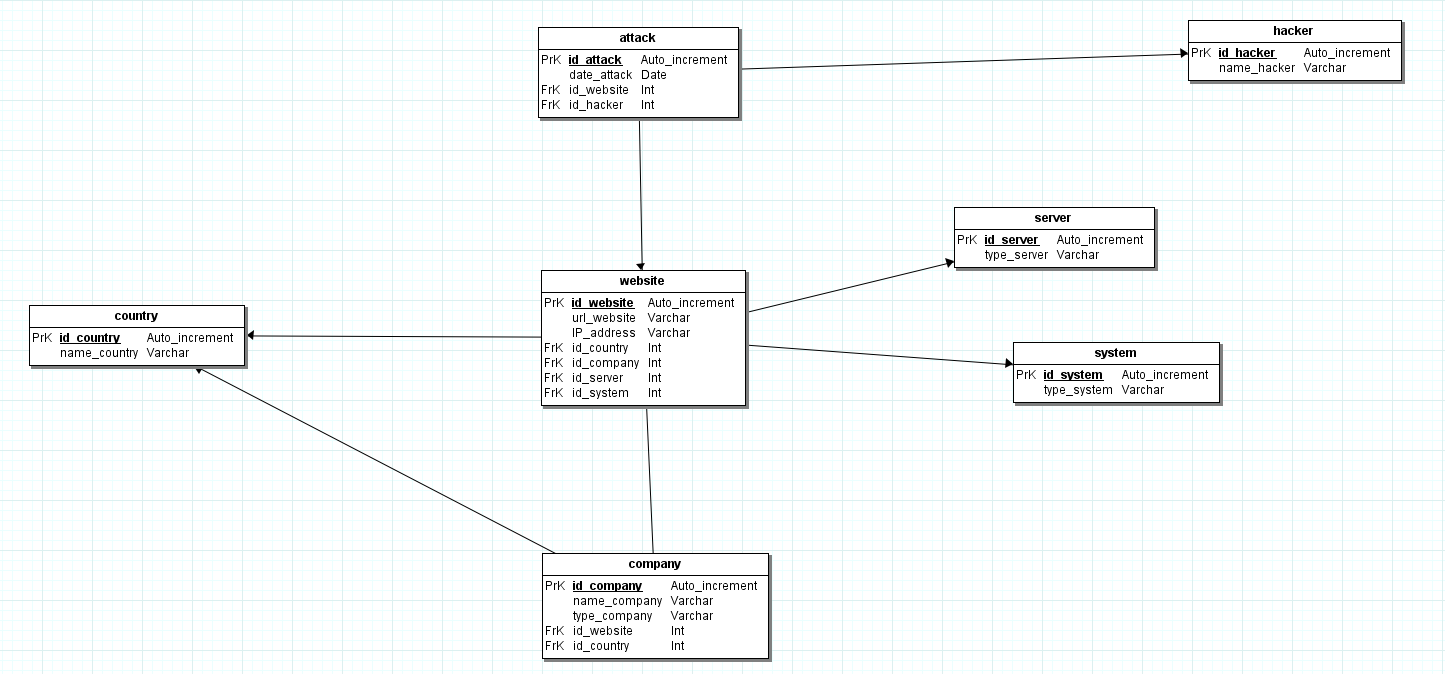 attack
PrK id_attack Auto_increment
date_attack Date
FrK id_website Int
FrK id_hacker Int
hacker
PrK id_hacker Auto_increment
name_hacker Varchar
server
PrK id_server Auto_increment
type_server Varchar
website
PrK id_website Auto_increment
url_website Varchar
IP_address Varchar
FrK id_country Int
FrK id_company Int
FrK id_server Int
FrK id_system Int
country
PrK id_country Auto_increment
name_country Varchar
system
PrK id_system Auto_increment
type_system Varchar
company
PrK id_company Auto_increment
name_company Varchar
type_company Varchar
FrK id_website Int
FrK id_country Int